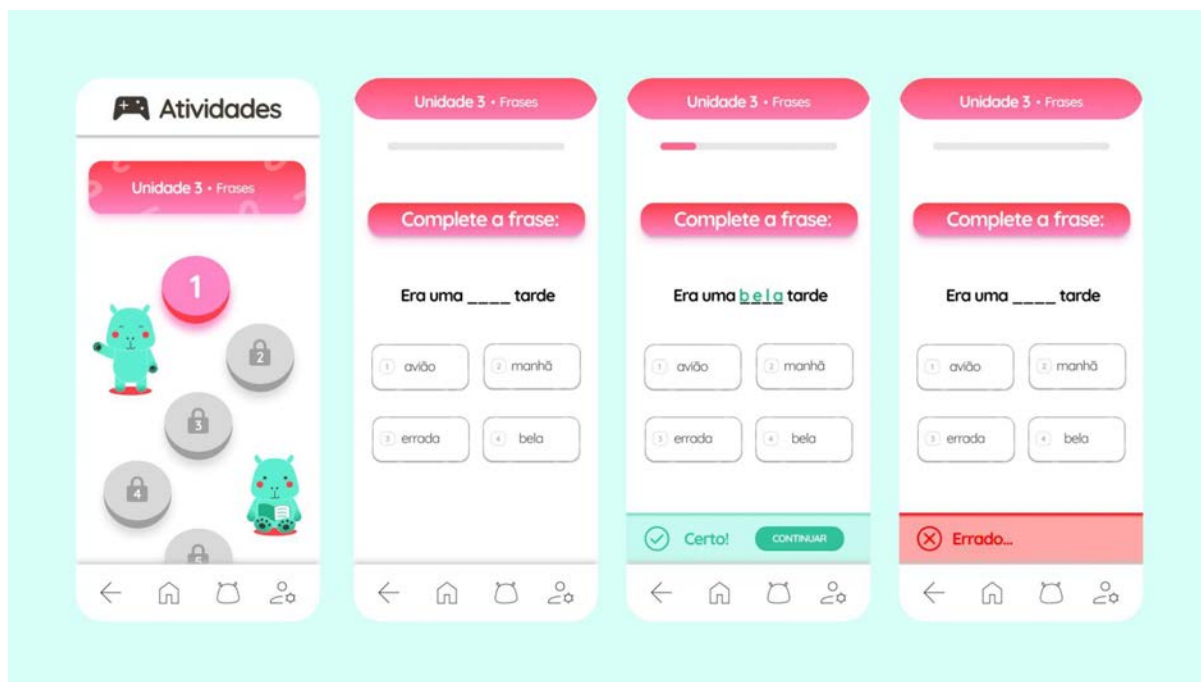 Atividades
Unidade 3 • Frases
1
2
3
4
5
Unidade 3 • Frases
Complete a frase:
Era uma ____ tarde
1 avião
2 manhã
3 errada
4 bela
Unidade 3 • Frases
Complete a frase:
Era uma bela tarde
1 avião
2 manhã
3 errada
4 bela
Certo!
CONTINUAR
Unidade 3 • Frases
Complete a frase:
Era uma ____ tarde
1 avião
2 manhã
3 errada
4 bela
Errado...